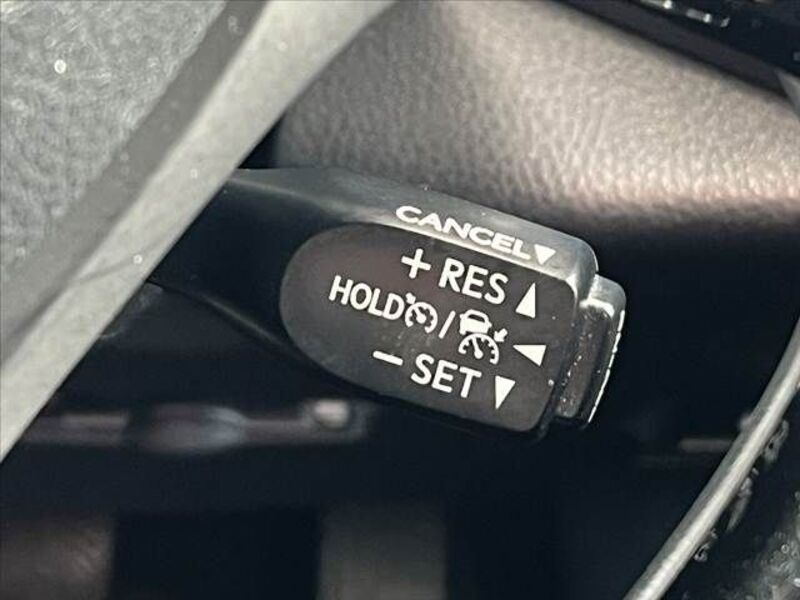 CANCEL▼
+ RES ▲
HOLD / ◀
− SET ▼